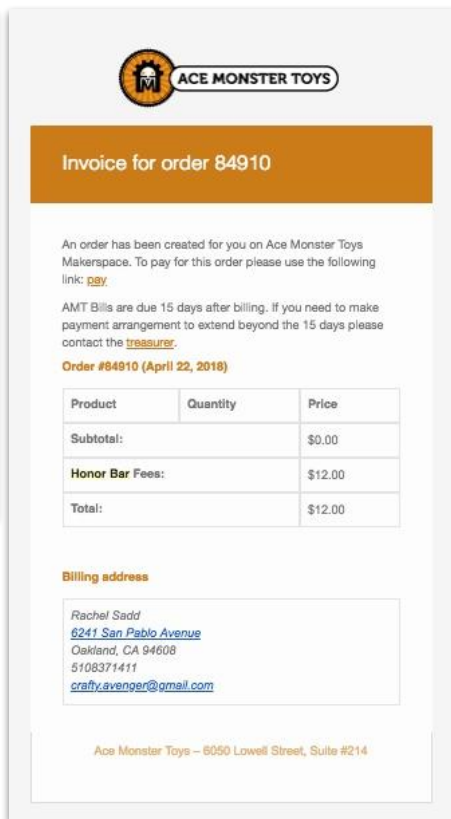 ACE MONSTER TOYS
Invoice for order 84910
An order has been created for you on Ace Monster Toys
Makerspace. To pay for this order please use the following
link: pay
AMT Bills are due 15 days after billing. If you need to make
payment arrangement to extend beyond the 15 days please
contact the treasurer.
Order #84910 (April 22, 2018)
Product Quantity Price
Subtotal: $0.00
Honor Bar Fees: $12.00
Total: $12.00
Billing address
Rachel Sadd
6241 San Pablo Avenue
Oakland, CA 94608
5108371411
crafty.avenger@gmail.com
Ace Monster Toys – 6050 Lowell Street, Suite #214